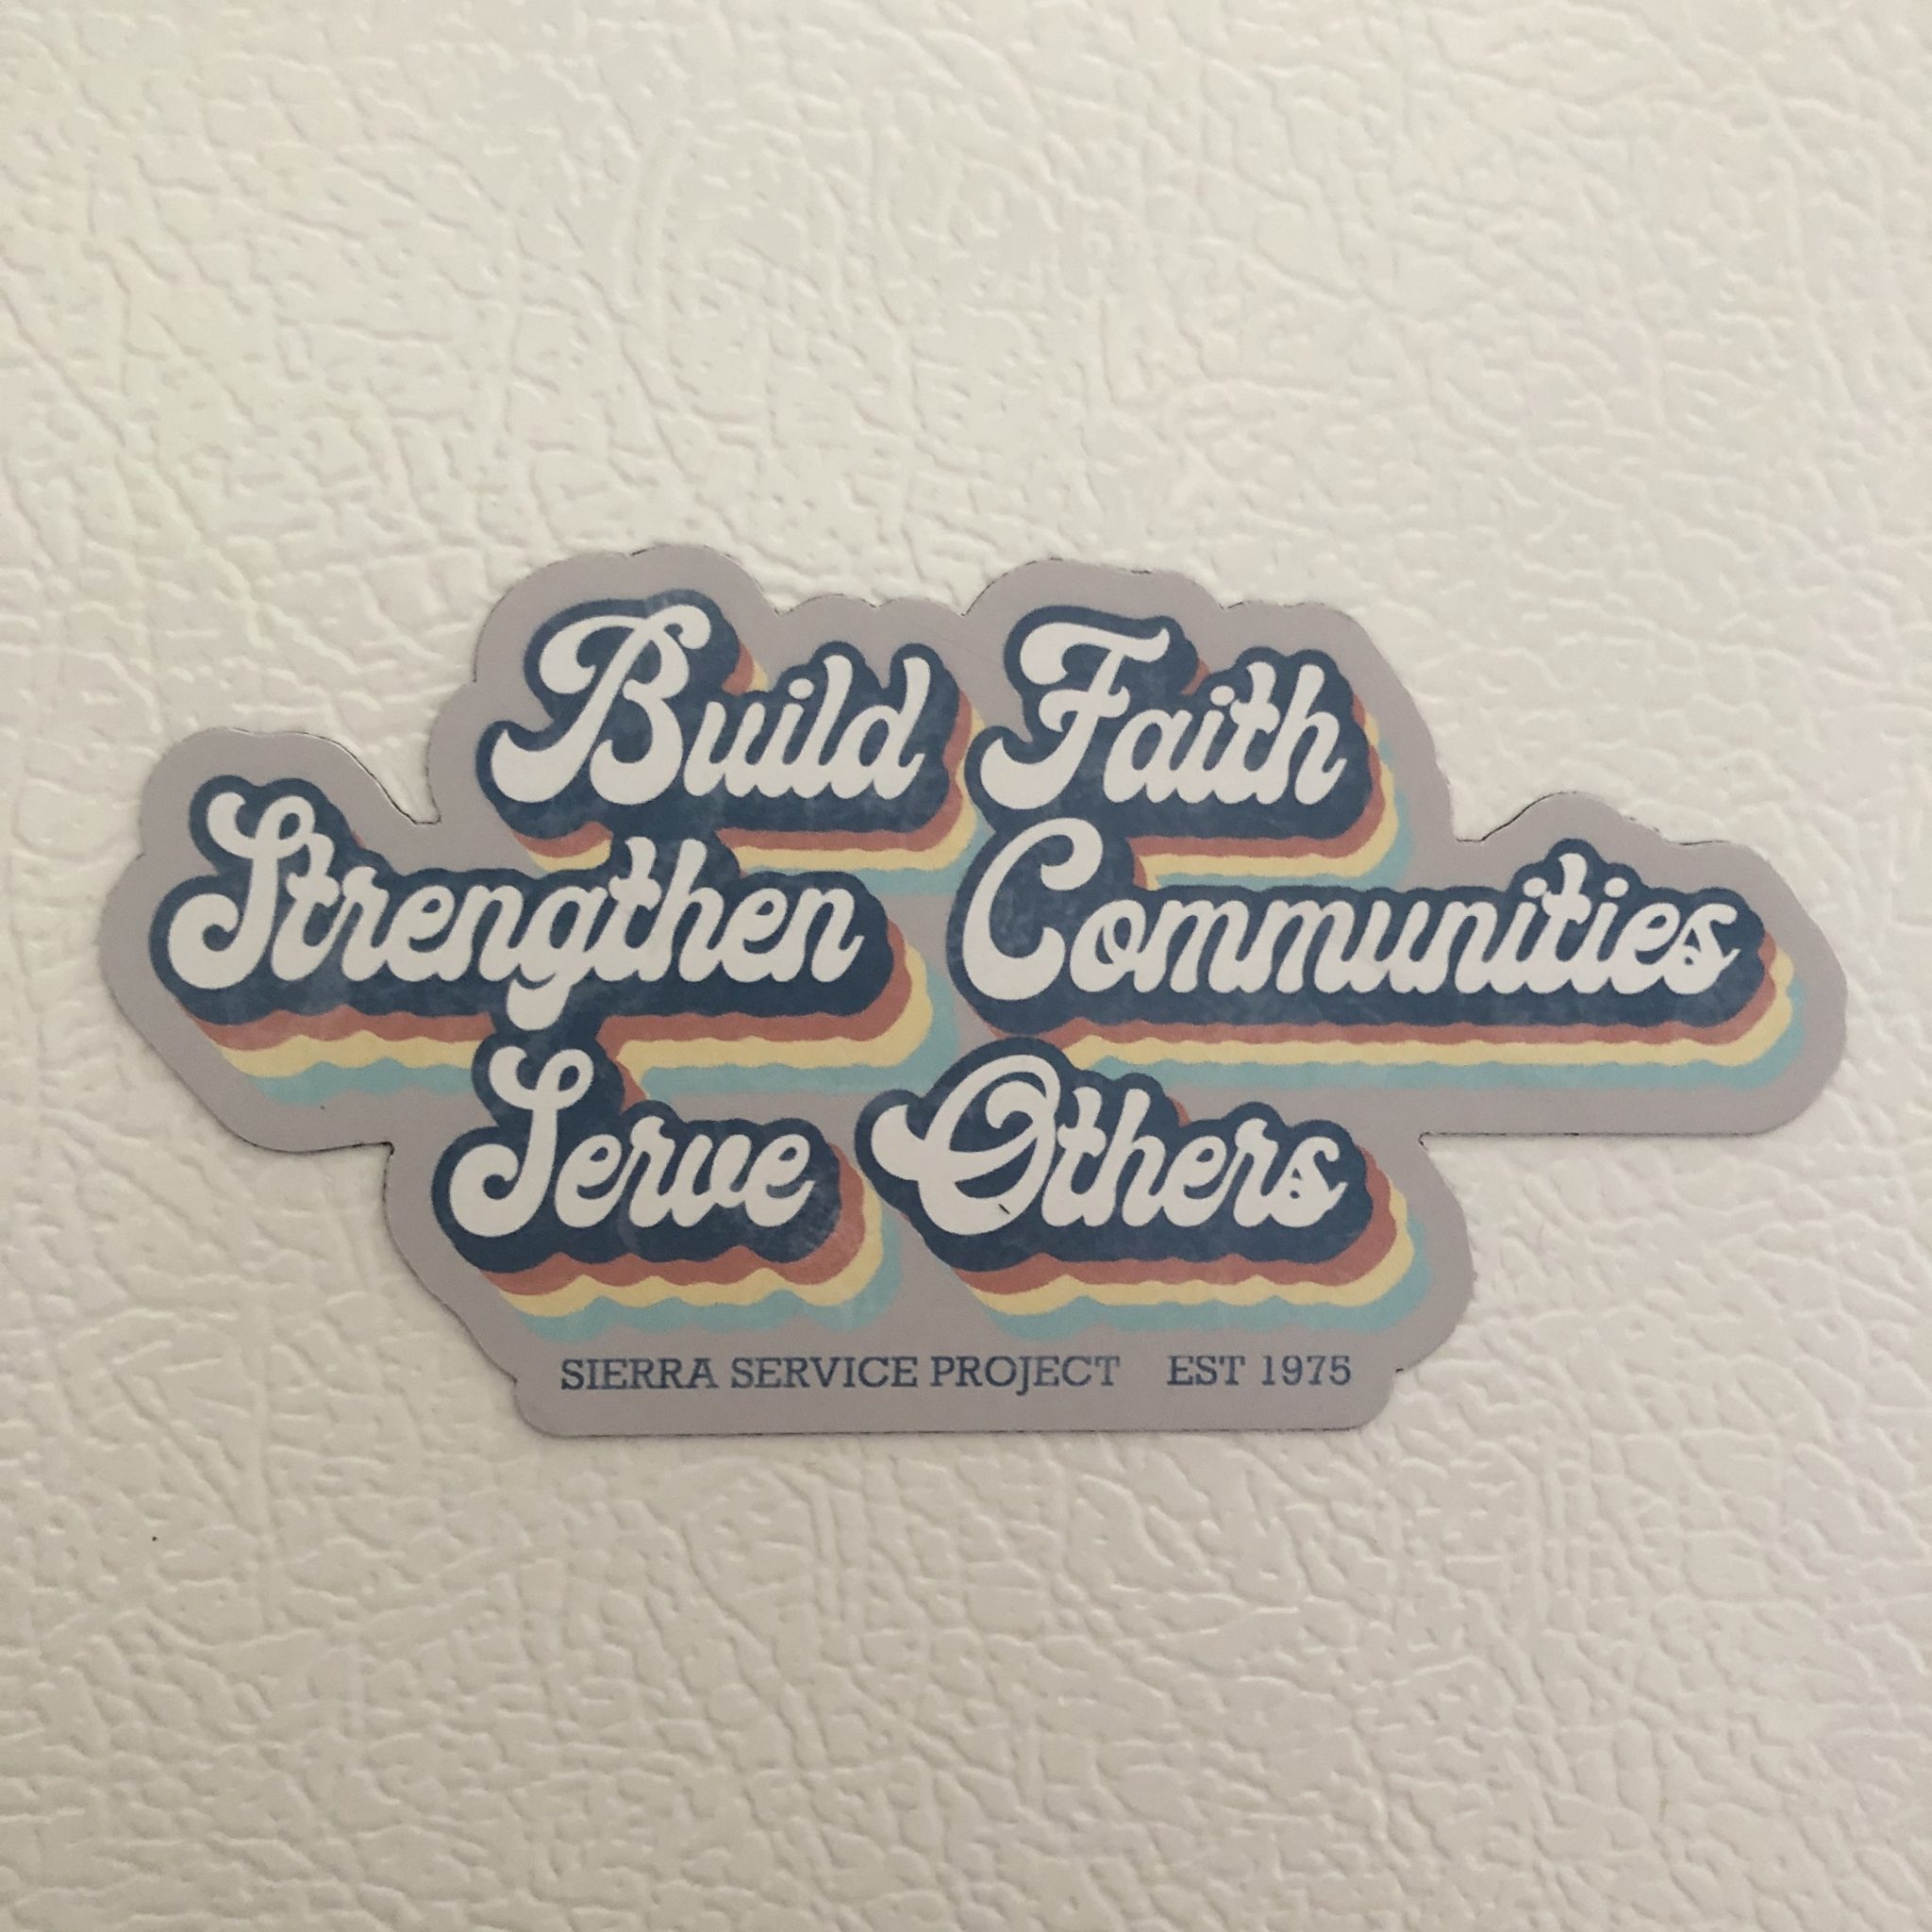 Build Faith
Strengthen Communities
Serve Others
SIERRA SERVICE PROJECT EST 1975